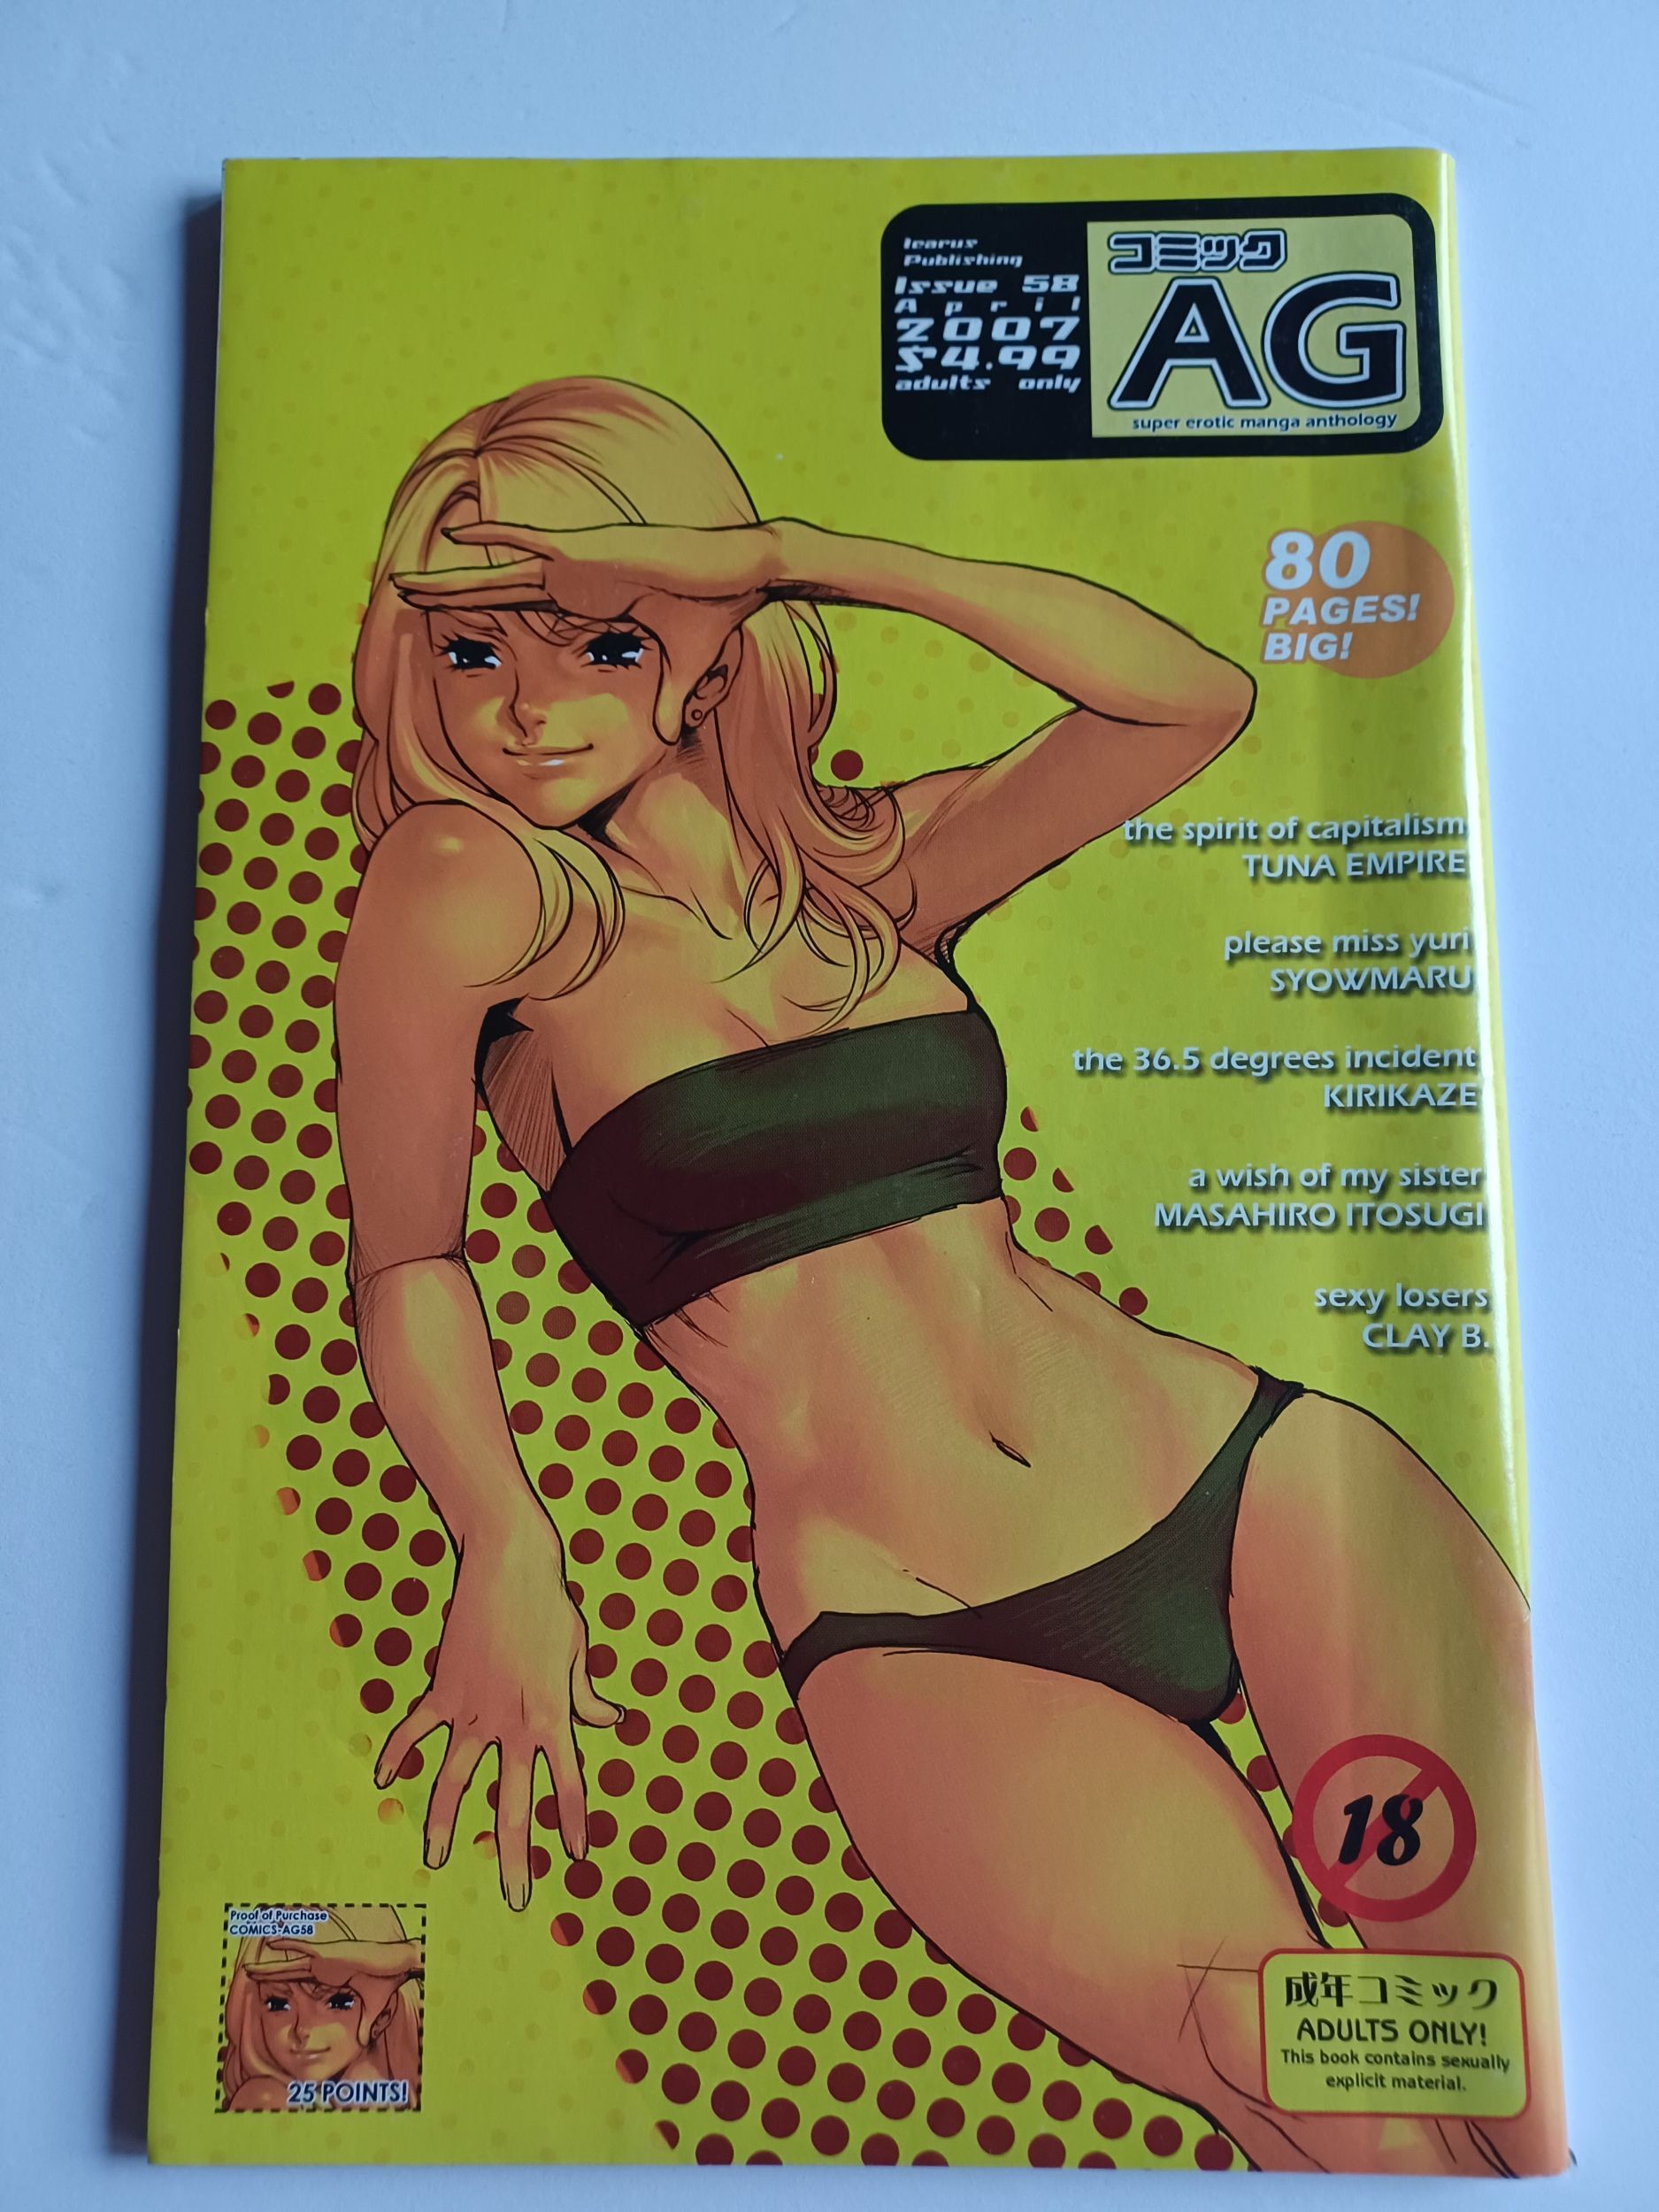 Icarus
Publishing
Issue 58
April
2007
$4.99
adults only
コミック
AG
super erotic manga anthology
80
PAGES!
BIG!
the spirit of capitalism
TUNA EMPIRE
please miss yuri
SYOWMARU
the 36.5 degrees incident
KIRIKAZE
a wish of my sister
MASAHIRO ITOSUGI
sexy losers
CLAY B.
18
成年コミック
ADULTS ONLY!
This book contains sexually
explicit material.
Proof of Purchase
COMICS-AG58
25 POINTS!